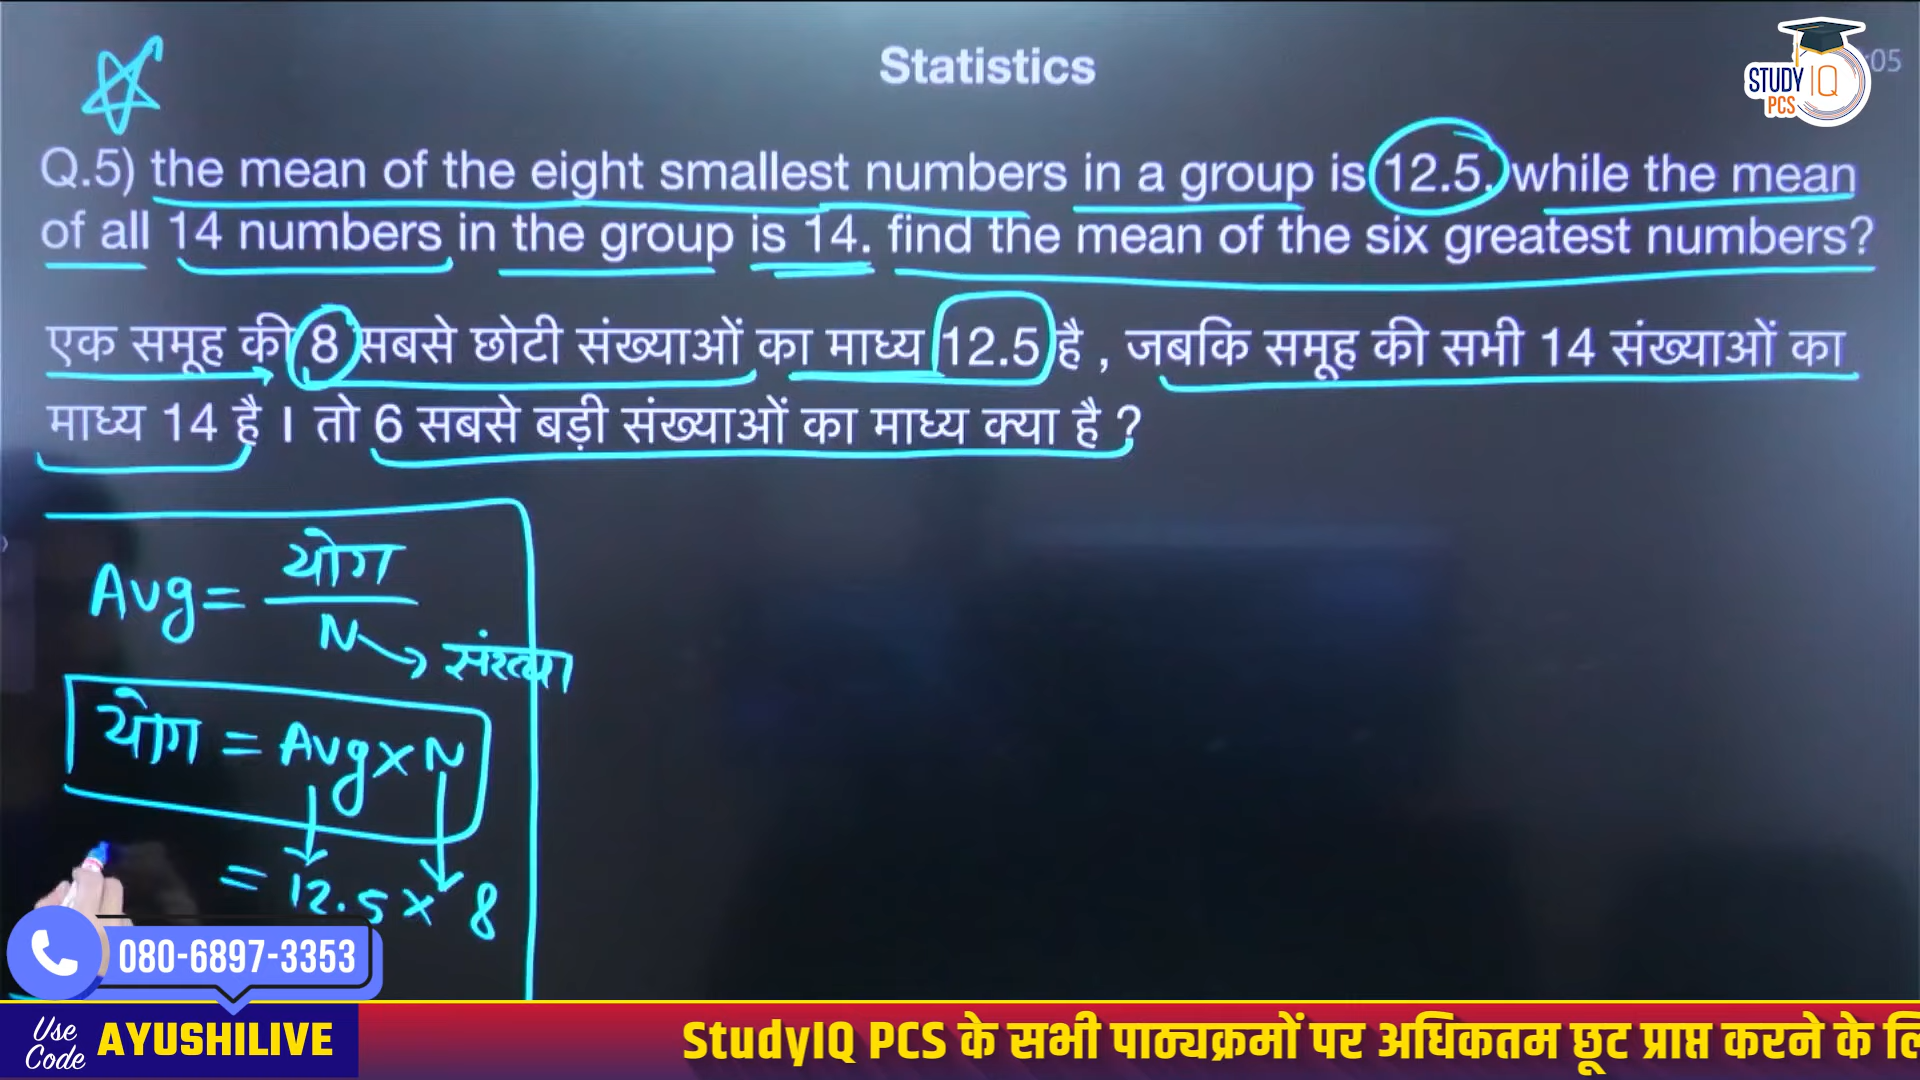 Statistics
STUDY IQ
PCS
:05
Q.5) the mean of the eight smallest numbers in a group is 12.5. while the mean
of all 14 numbers in the group is 14. find the mean of the six greatest numbers?
एक समूह की 8 सबसे छोटी संख्याओं का माध्य 12.5 है , जबकि समूह की सभी 14 संख्याओं का
माध्य 14 है । तो 6 सबसे बड़ी संख्याओं का माध्य क्या है ?
Avg = योग
N → संख्या
योग = Avg × N
= 12.5 × 8
080-6897-3353
Use
Code AYUSHILIVE
StudyIQ PCS के सभी पाठ्यक्रमों पर अधिकतम छूट प्राप्त करने के लि